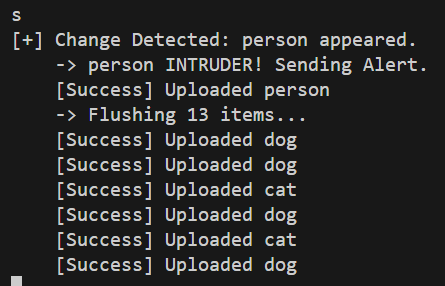 s
[+] Change Detected: person appeared.
    -> person INTRUDER! Sending Alert.
    [Success] Uploaded person
    -> Flushing 13 items...
    [Success] Uploaded dog
    [Success] Uploaded dog
    [Success] Uploaded cat
    [Success] Uploaded dog
    [Success] Uploaded cat
    [Success] Uploaded dog